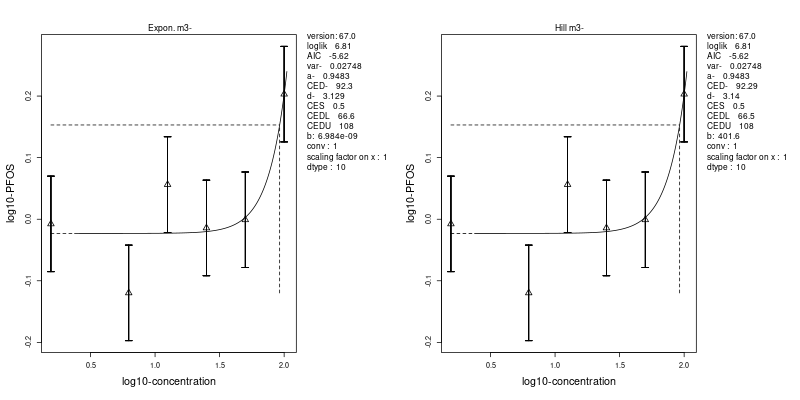 Expon. m3-
version: 67.0
loglik 6.81
AIC -5.62
var- 0.02748
a- 0.9483
CED- 92.3
d- 3.129
CES 0.5
CEDL 66.6
CEDU 108
b: 6.984e-09
conv : 1
scaling factor on x : 1
dtype : 10
log10-PFOS
0.2
0.1
0.0
-0.1
-0.2
0.5
1.0
1.5
2.0
log10-concentration
Hill m3-
version: 67.0
loglik 6.81
AIC -5.62
var- 0.02748
a- 0.9483
CED- 92.29
d- 3.14
CES 0.5
CEDL 66.5
CEDU 108
b: 401.6
conv : 1
scaling factor on x : 1
dtype : 10
log10-PFOS
0.2
0.1
0.0
-0.1
-0.2
0.5
1.0
1.5
2.0
log10-concentration